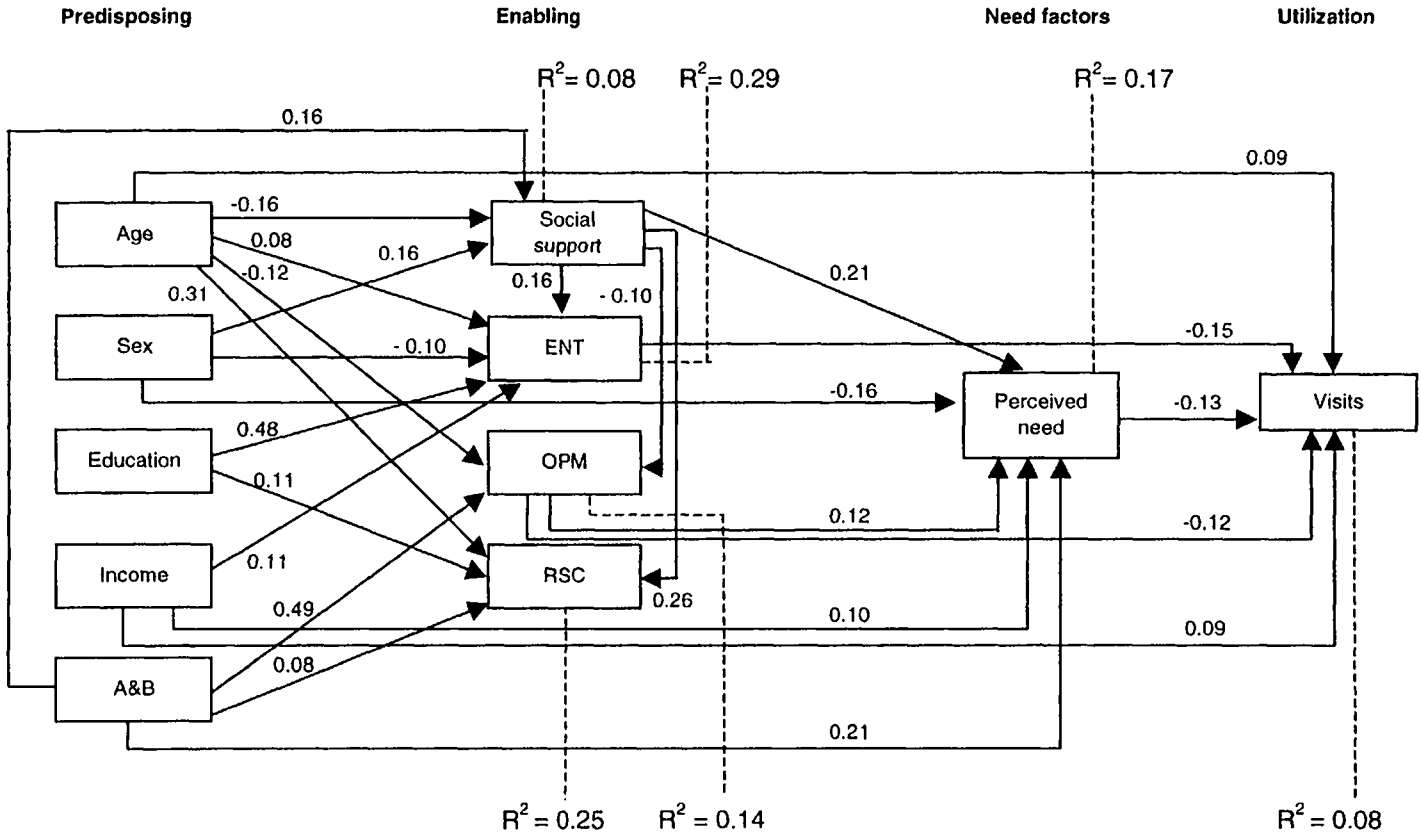 Predisposing Enabling Need factors Utilization
R²= 0.08 R²= 0.29 R²= 0.17
0.16
0.09
Age
-0.16
Social
support
0.08
0.16
-0.12
0.31
0.16
- 0.10
0.21
Sex
- 0.10
ENT
-0.15
-0.16
Perceived
need
-0.13
Visits
Education
0.48
0.11
OPM
0.12
-0.12
Income
0.11
RSC
0.26
0.49
0.10
0.09
A&B
0.08
0.21
R² = 0.25 R² = 0.14 R² = 0.08